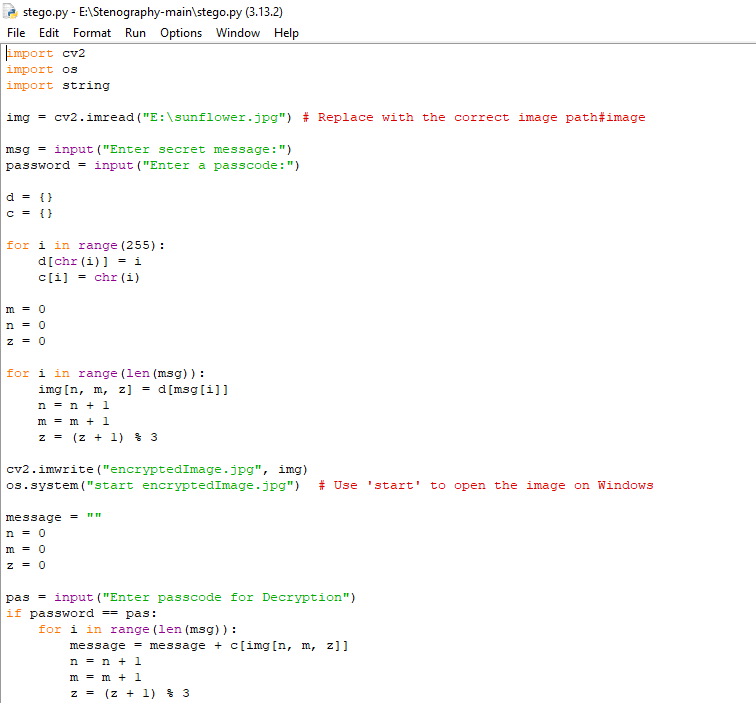 stego.py - E:\Stenography-main\stego.py (3.13.2)
File Edit Format Run Options Window Help
import cv2
import os
import string

img = cv2.imread("E:\sunflower.jpg") # Replace with the correct image path#image

msg = input("Enter secret message:")
password = input("Enter a passcode:")

d = {}
c = {}

for i in range(255):
    d[chr(i)] = i
    c[i] = chr(i)

m = 0
n = 0
z = 0

for i in range(len(msg)):
    img[n, m, z] = d[msg[i]]
    n = n + 1
    m = m + 1
    z = (z + 1) % 3

cv2.imwrite("encryptedImage.jpg", img)
os.system("start encryptedImage.jpg")  # Use 'start' to open the image on Windows

message = ""
n = 0
m = 0
z = 0

pas = input("Enter passcode for Decryption")
if password == pas:
    for i in range(len(msg)):
        message = message + c[img[n, m, z]]
        n = n + 1
        m = m + 1
        z = (z + 1) % 3